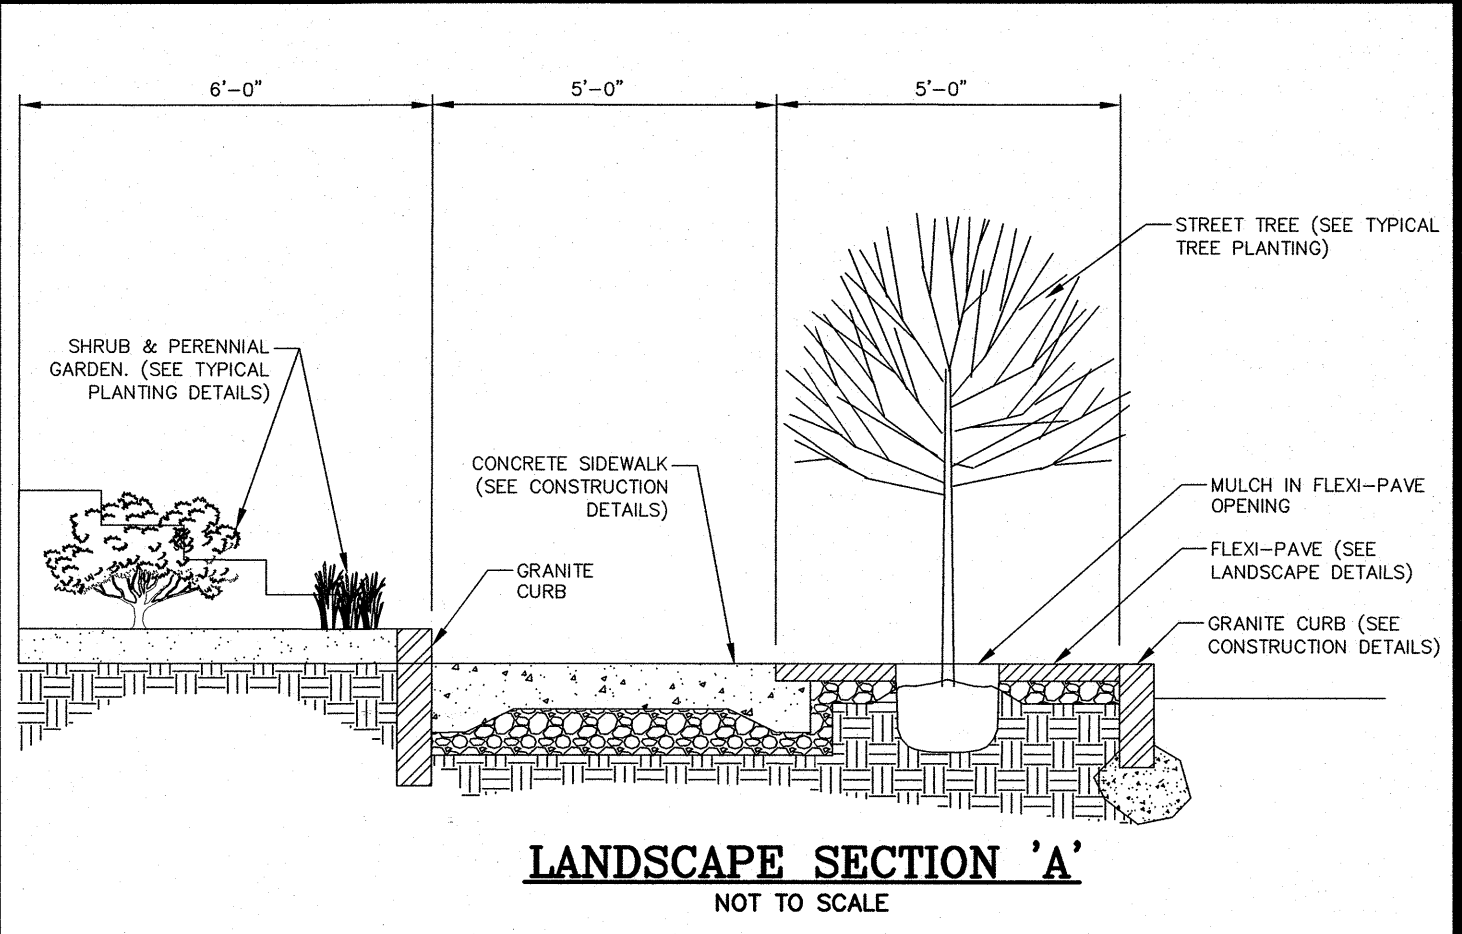 6'-0"
5'-0"
5'-0"
STREET TREE (SEE TYPICAL
TREE PLANTING)
SHRUB & PERENNIAL
GARDEN. (SEE TYPICAL
PLANTING DETAILS)
CONCRETE SIDEWALK
(SEE CONSTRUCTION
DETAILS)
MULCH IN FLEXI-PAVE
OPENING
FLEXI-PAVE (SEE
LANDSCAPE DETAILS)
GRANITE
CURB
GRANITE CURB (SEE
CONSTRUCTION DETAILS)
LANDSCAPE SECTION 'A'
NOT TO SCALE